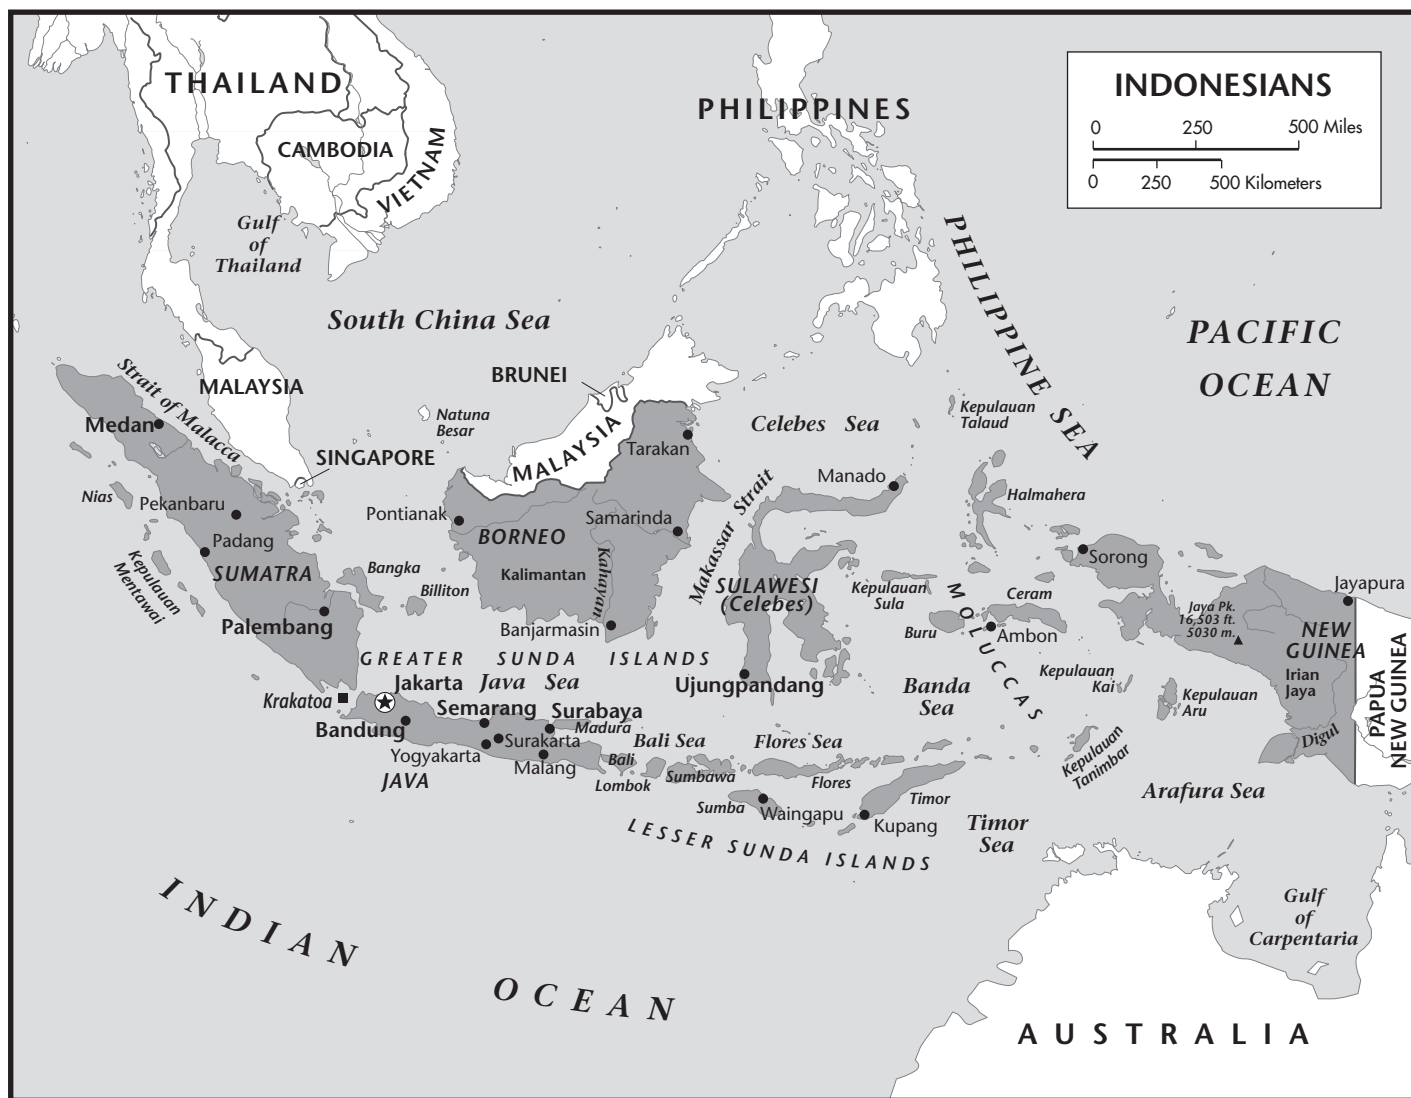 THAILAND
PHILIPPINES
INDONESIANS
0 250 500 Miles
0 250 500 Kilometers
CAMBODIA
VIETNAM
Gulf
of
Thailand
PHILIPPINE SEA
South China Sea
PACIFIC
OCEAN
Strait of Malacca
MALAYSIA
BRUNEI
Natuna
Besar
MALAYSIA
Celebes Sea
Kepulauan
Talaud
Medan
SINGAPORE
Tarakan
Manado
Halmahera
Nias
Pekanbaru
Pontianak
Samarinda
Makassar Strait
BORNEO
Sorong
Padang
Kepulauan
Mentawai
SUMATRA
Bangka
Billiton
Kalimantan
Kahayan
SULAWESI
(Celebes)
Kepulauan
Sula
MOLUCCAS
Ceram
Jayapura
Jaya Pk.
16,503 ft.
5030 m.
Palembang
Banjarmasin
Buru
Ambon
NEW
GUINEA
Irian
Jaya
PAPUA
NEW GUINEA
GREATER SUNDA ISLANDS
Krakatoa
Jakarta
Java Sea
Ujungpandang
Banda
Sea
Kepulauan
Kai
Kepulauan
Aru
Semarang
Surabaya
Bandung
Madura
Surakarta
Yogyakarta
Malang
JAVA
Bali Sea
Flores Sea
Kepulauan
Tanimbar
Digul
Bali
Lombok
Sumbawa
Flores
Sumba
Waingapu
Timor
Kupang
Timor
Sea
Arafura Sea
LESSER SUNDA ISLANDS
INDIAN
OCEAN
Gulf
of
Carpentaria
AUSTRALIA